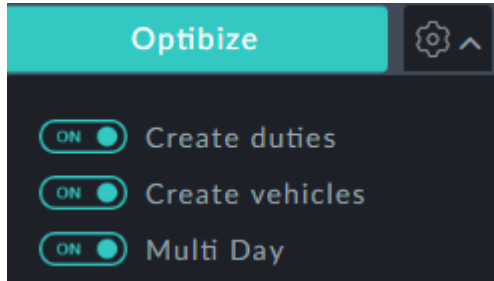 Optibize
ON Create duties
ON Create vehicles
ON Multi Day